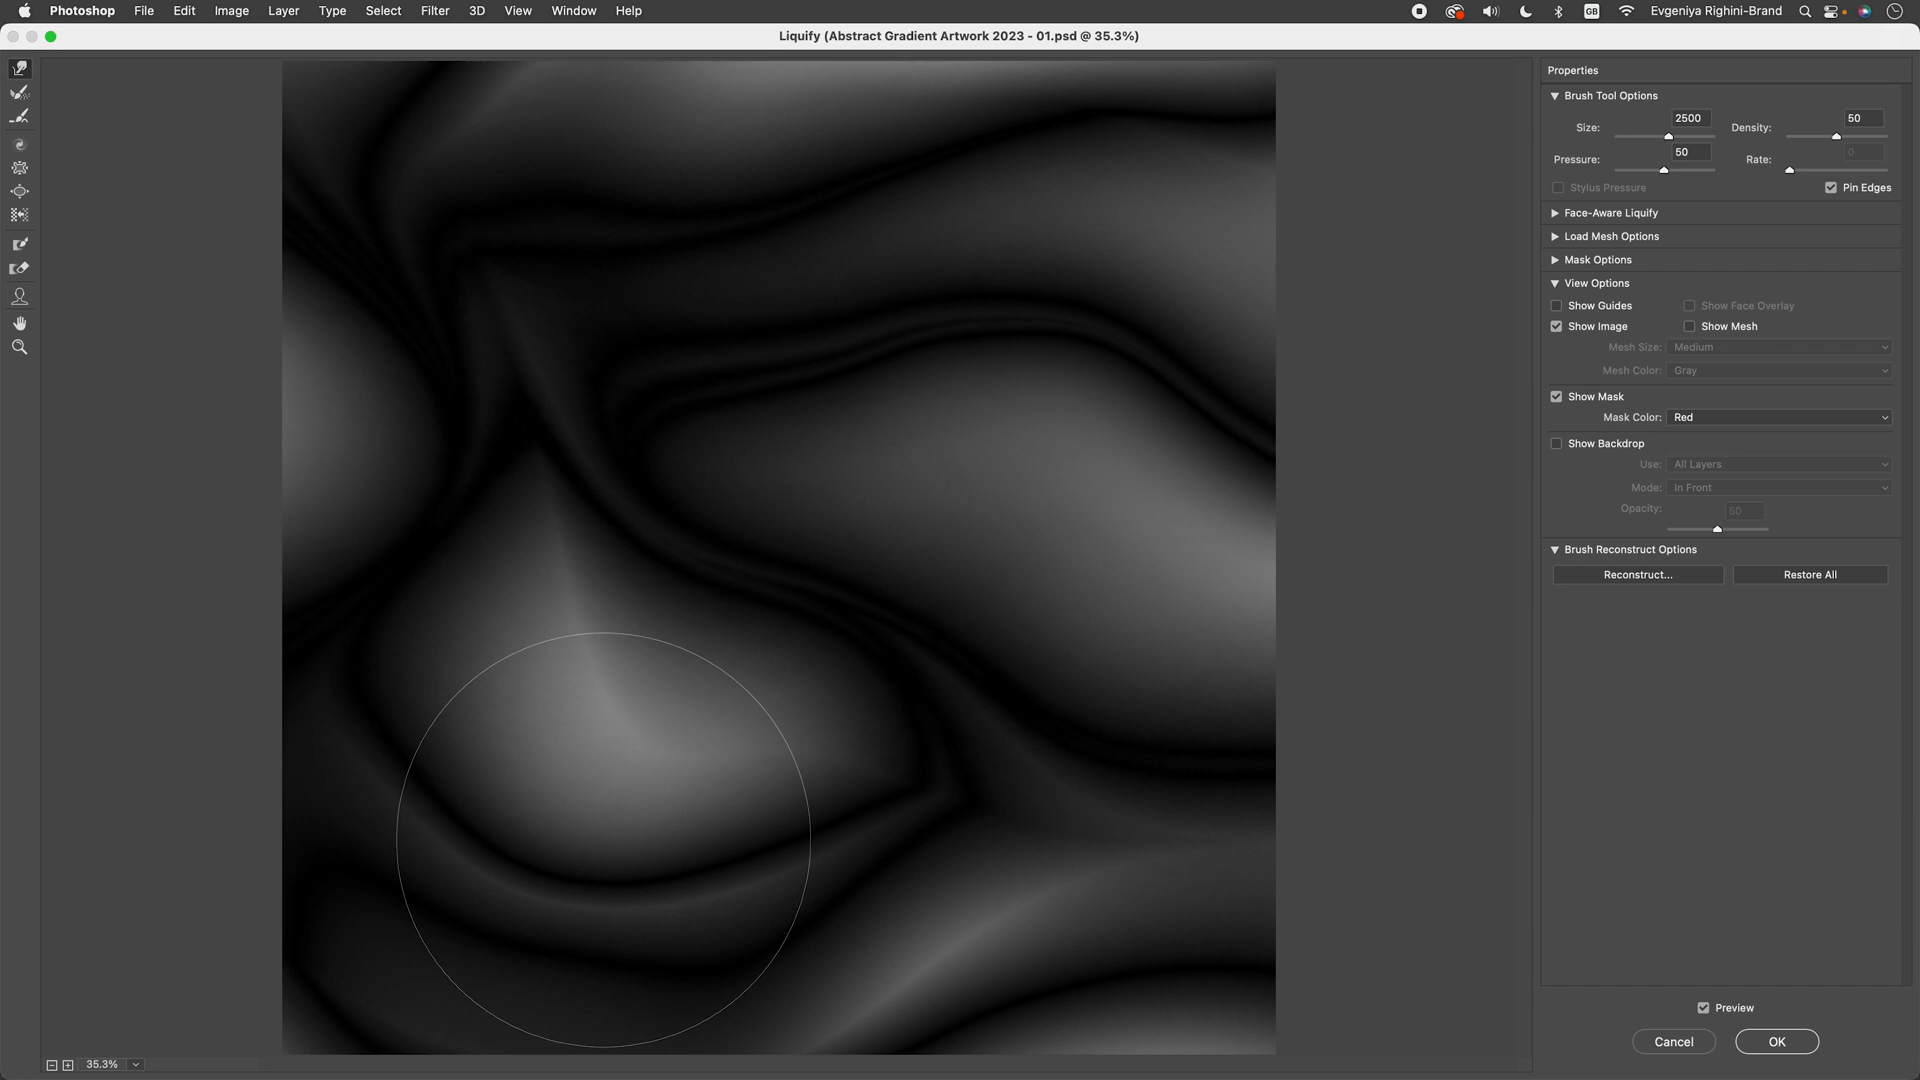 Photoshop File Edit Image Layer Type Select Filter 3D View Window Help GB Evgeniya Righini-Brand
Liquify (Abstract Gradient Artwork 2023 - 01.psd @ 35.3%)
Properties
Brush Tool Options
Size: 2500 Density: 50
Pressure: 50 Rate: 0
Stylus Pressure Pin Edges
Face-Aware Liquify
Load Mesh Options
Mask Options
View Options
Show Guides Show Face Overlay
Show Image Show Mesh
Mesh Size: Medium
Mesh Color: Gray
Show Mask
Mask Color: Red
Show Backdrop
Use: All Layers
Mode: In Front
Opacity: 50
Brush Reconstruct Options
Reconstruct... Restore All
Preview
Cancel OK
35.3%